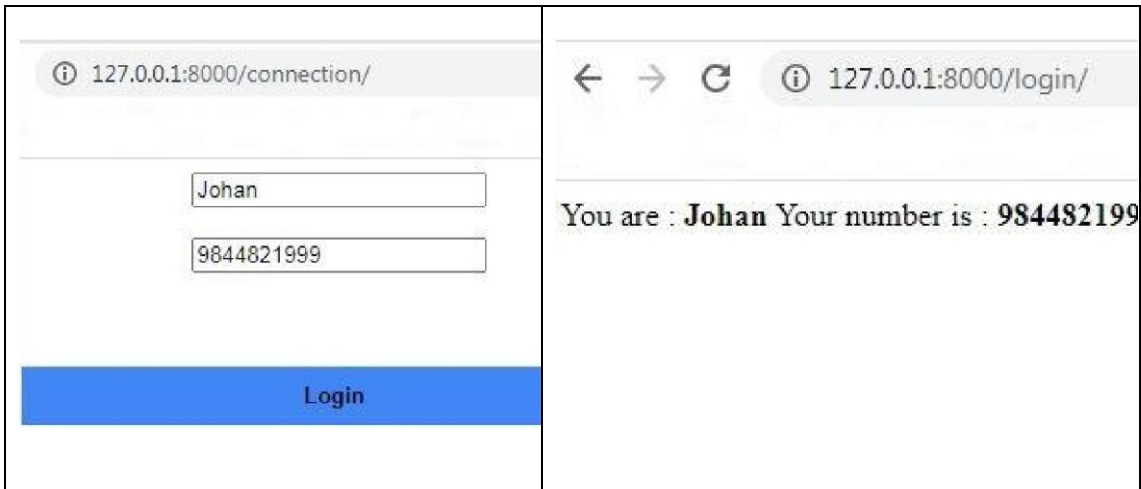 127.0.0.1:8000/connection/
Johan
9844821999
Login
127.0.0.1:8000/login/
You are : Johan Your number is : 984482199